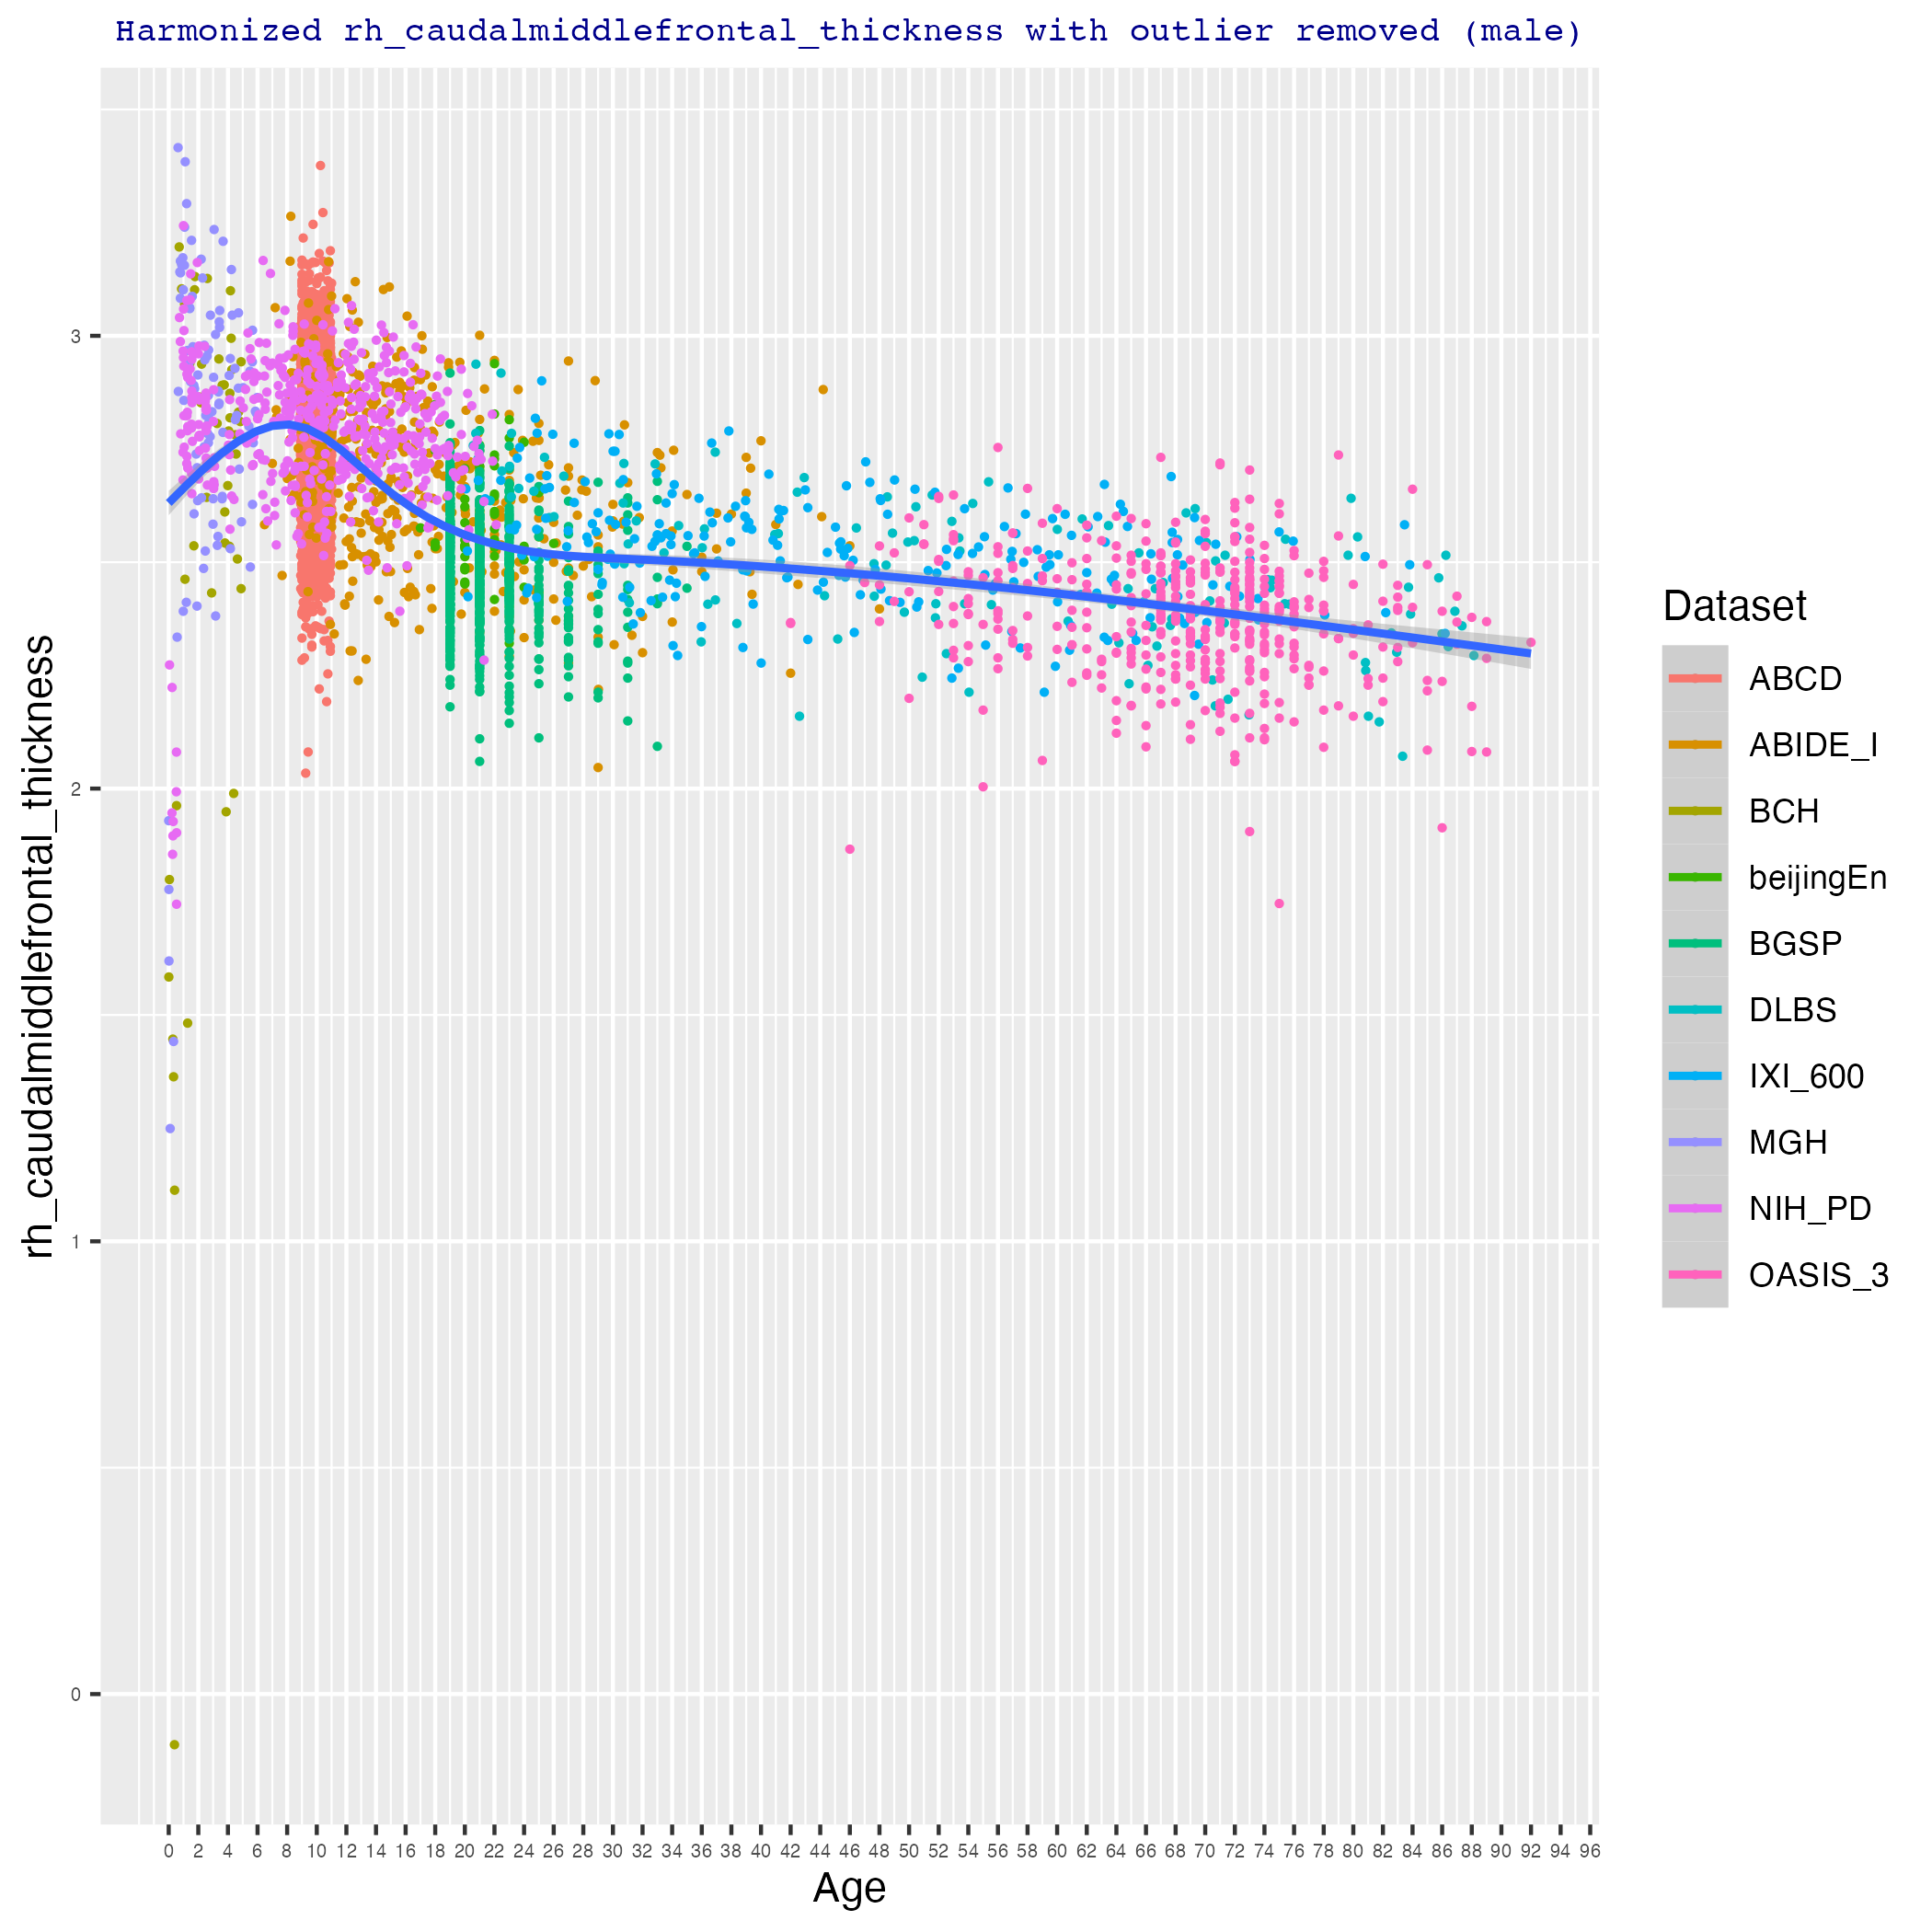 Harmonized rh_caudalmiddlefrontal_thickness with outlier removed (male)
rh_caudalmiddlefrontal_thickness
3
2
1
0
0 2 4 6 8 10 12 14 16 18 20 22 24 26 28 30 32 34 36 38 40 42 44 46 48 50 52 54 56 58 60 62 64 66 68 70 72 74 76 78 80 82 84 86 88 90 92 94 96
Age
Dataset
ABCD
ABIDE_I
BCH
beijingEn
BGSP
DLBS
IXI_600
MGH
NIH_PD
OASIS_3